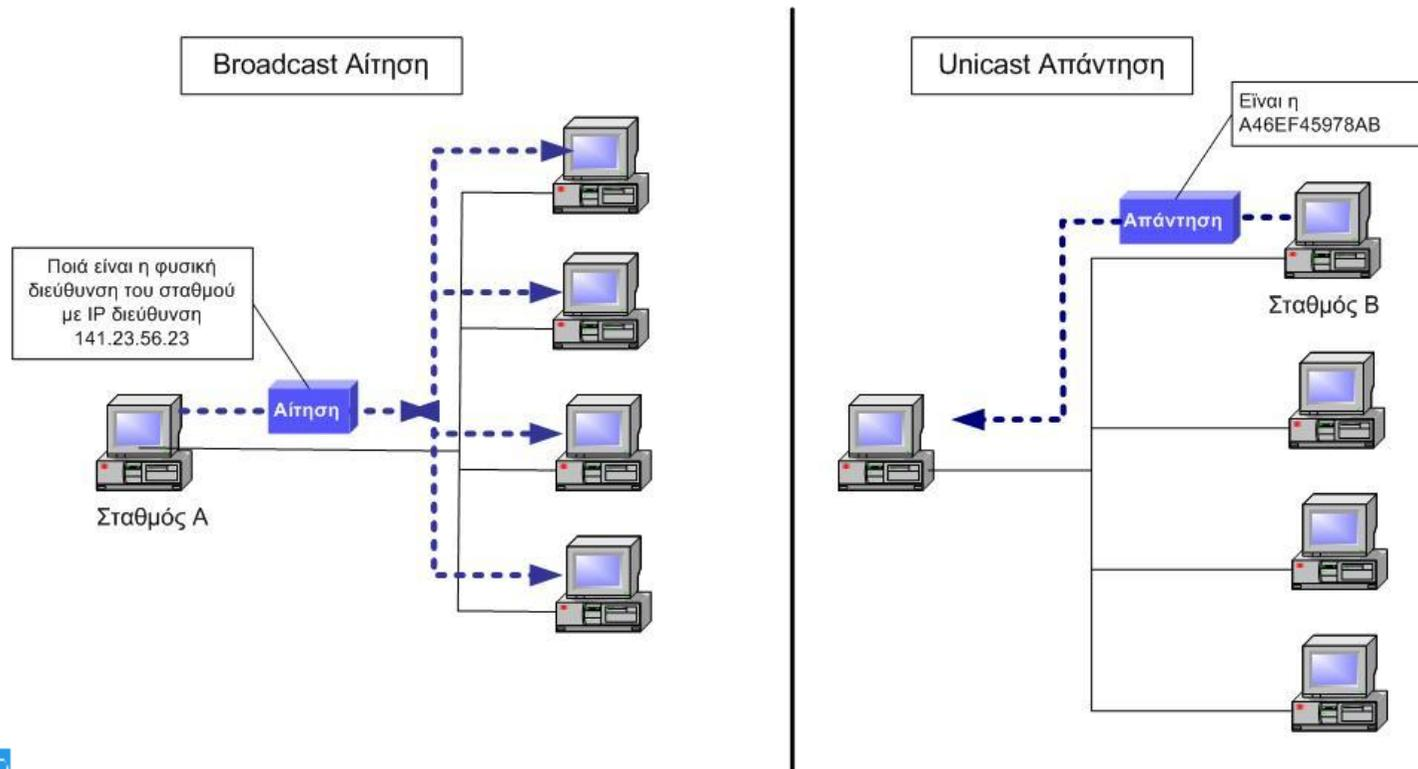 Broadcast Αίτηση
Ποιά είναι η φυσική
διεύθυνση του σταθμού
με IP διεύθυνση
141.23.56.23
Αίτηση
Σταθμός Α
Unicast Απάντηση
Εϊναι η
A46EF45978AB
Απάντηση
Σταθμός Β